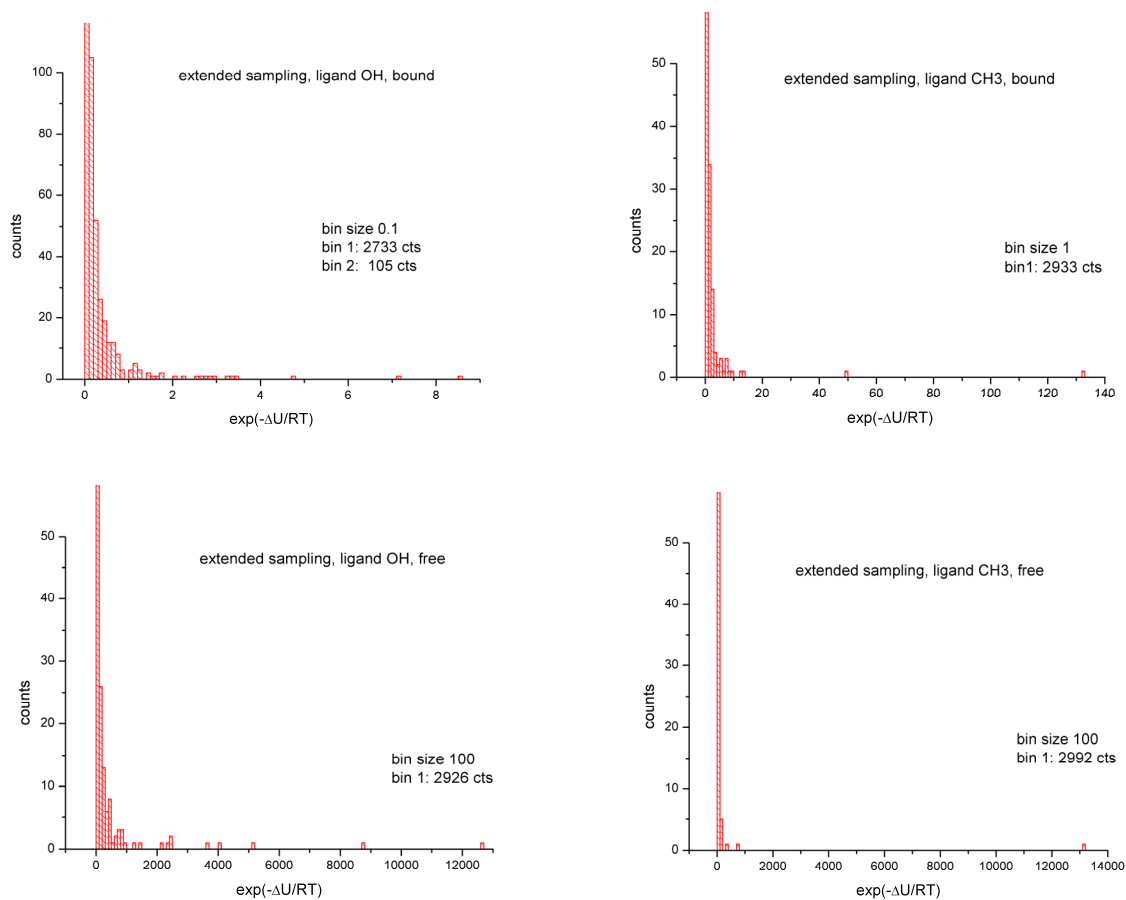 extended sampling, ligand OH, bound
bin size 0.1
bin 1: 2733 cts
bin 2: 105 cts
counts
100
80
60
40
20
0
0 2 4 6 8
exp(-ΔU/RT)
extended sampling, ligand CH3, bound
bin size 1
bin1: 2933 cts
counts
50
40
30
20
10
0
0 20 40 60 80 100 120 140
exp(-ΔU/RT)
extended sampling, ligand OH, free
bin size 100
bin 1: 2926 cts
counts
50
40
30
20
10
0
0 2000 4000 6000 8000 10000 12000
exp(-ΔU/RT)
extended sampling, ligand CH3, free
bin size 100
bin 1: 2992 cts
counts
50
40
30
20
10
0
0 2000 4000 6000 8000 10000 12000 14000
exp(-ΔU/RT)